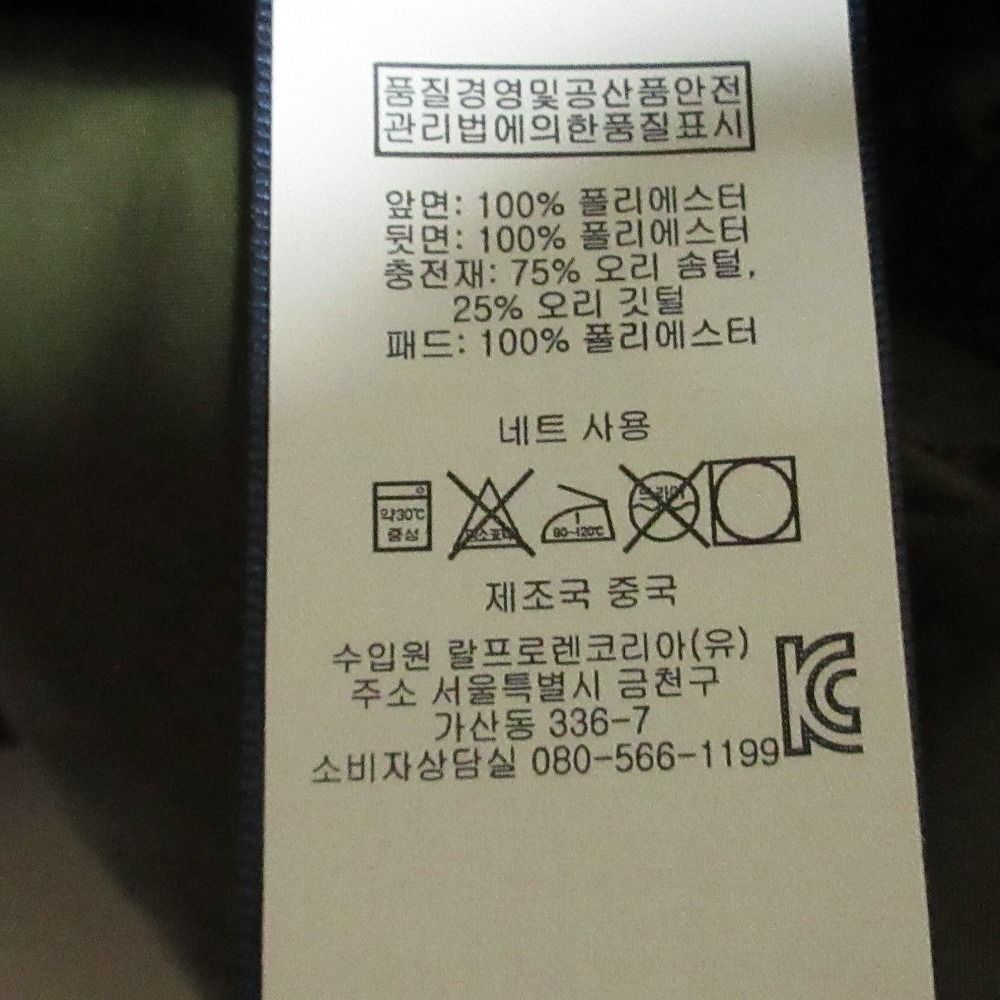 품질경영및공산품안전
관리법에의한품질표시
앞면: 100% 폴리에스터
뒷면: 100% 폴리에스터
충전재: 75% 오리 솜털,
25% 오리 깃털
패드: 100% 폴리에스터
네트 사용
약30℃
중성
80~120℃
드라이
제조국 중국
수입원 랄프로렌코리아(유)
주소 서울특별시 금천구
가산동 336-7
소비자상담실 080-566-1199